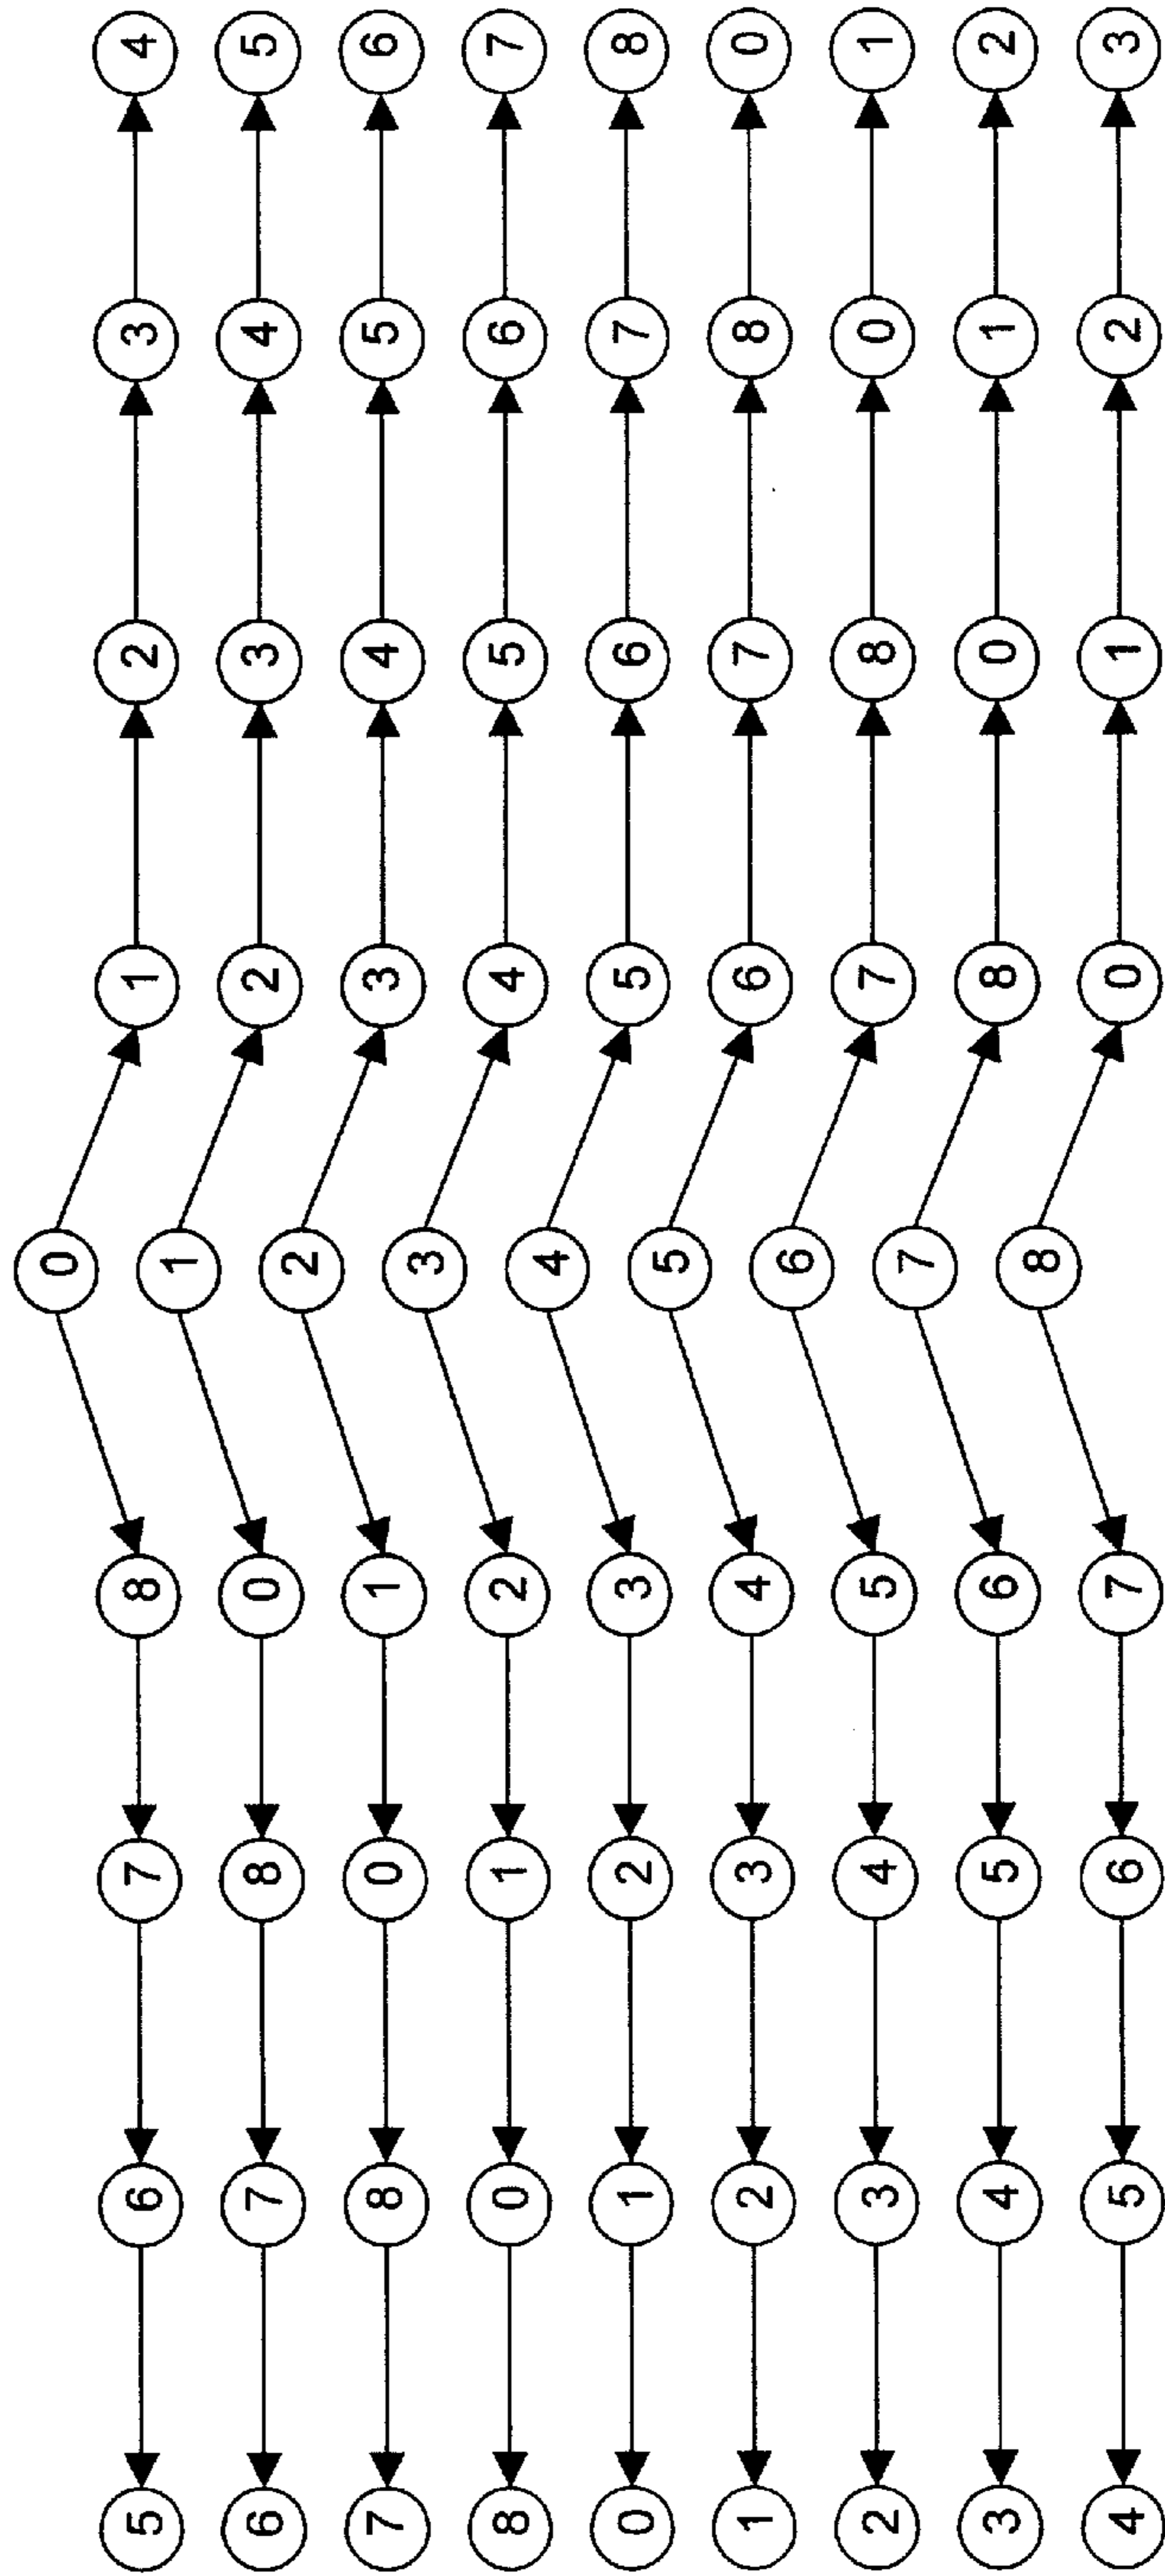 0
5 6 7 8 1 2 3 4
1
6 7 8 0 2 3 4 5
2
7 8 0 1 3 4 5 6
3
8 0 1 2 4 5 6 7
4
0 1 2 3 5 6 7 8
5
1 2 3 4 6 7 8 0
6
2 3 4 5 7 8 0 1
7
3 4 5 6 8 0 1 2
8
4 5 6 7 0 1 2 3